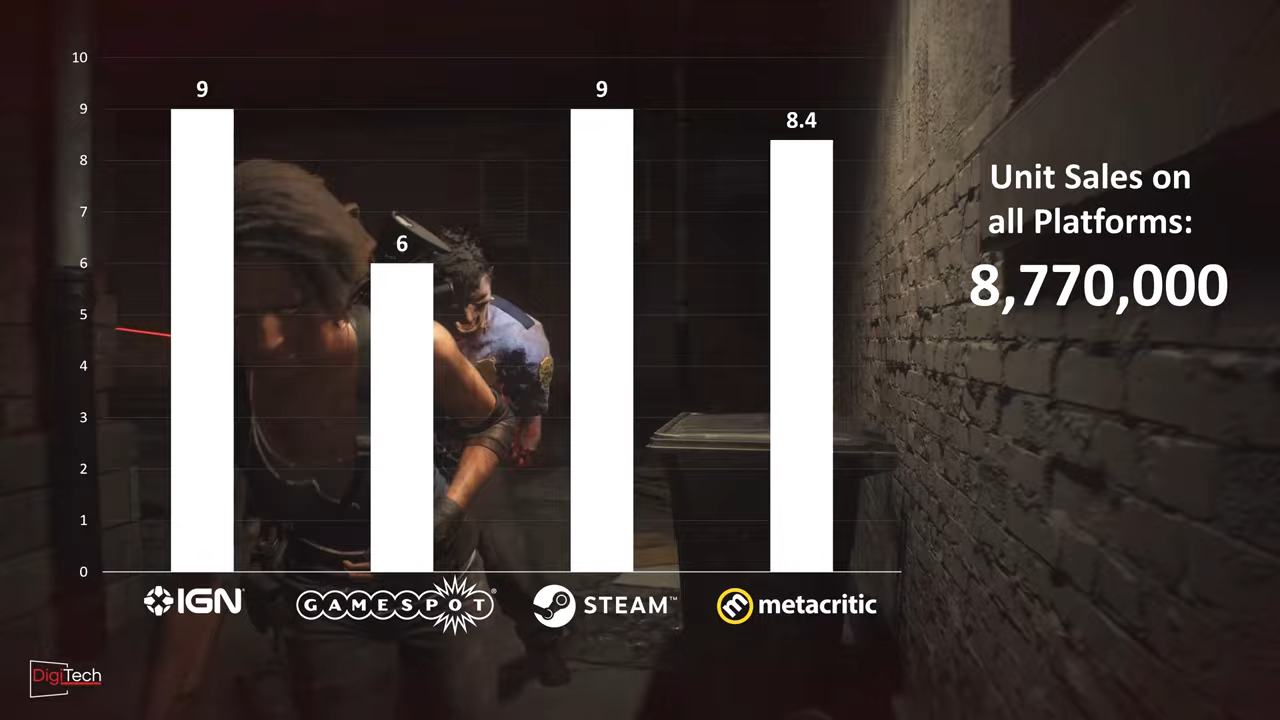 10
9
8
7
6
5
4
3
2
1
0
9
6
9
8.4
IGN
GAMESPOT®
STEAM™
metacritic
Unit Sales on
all Platforms:
8,770,000
DigiTech